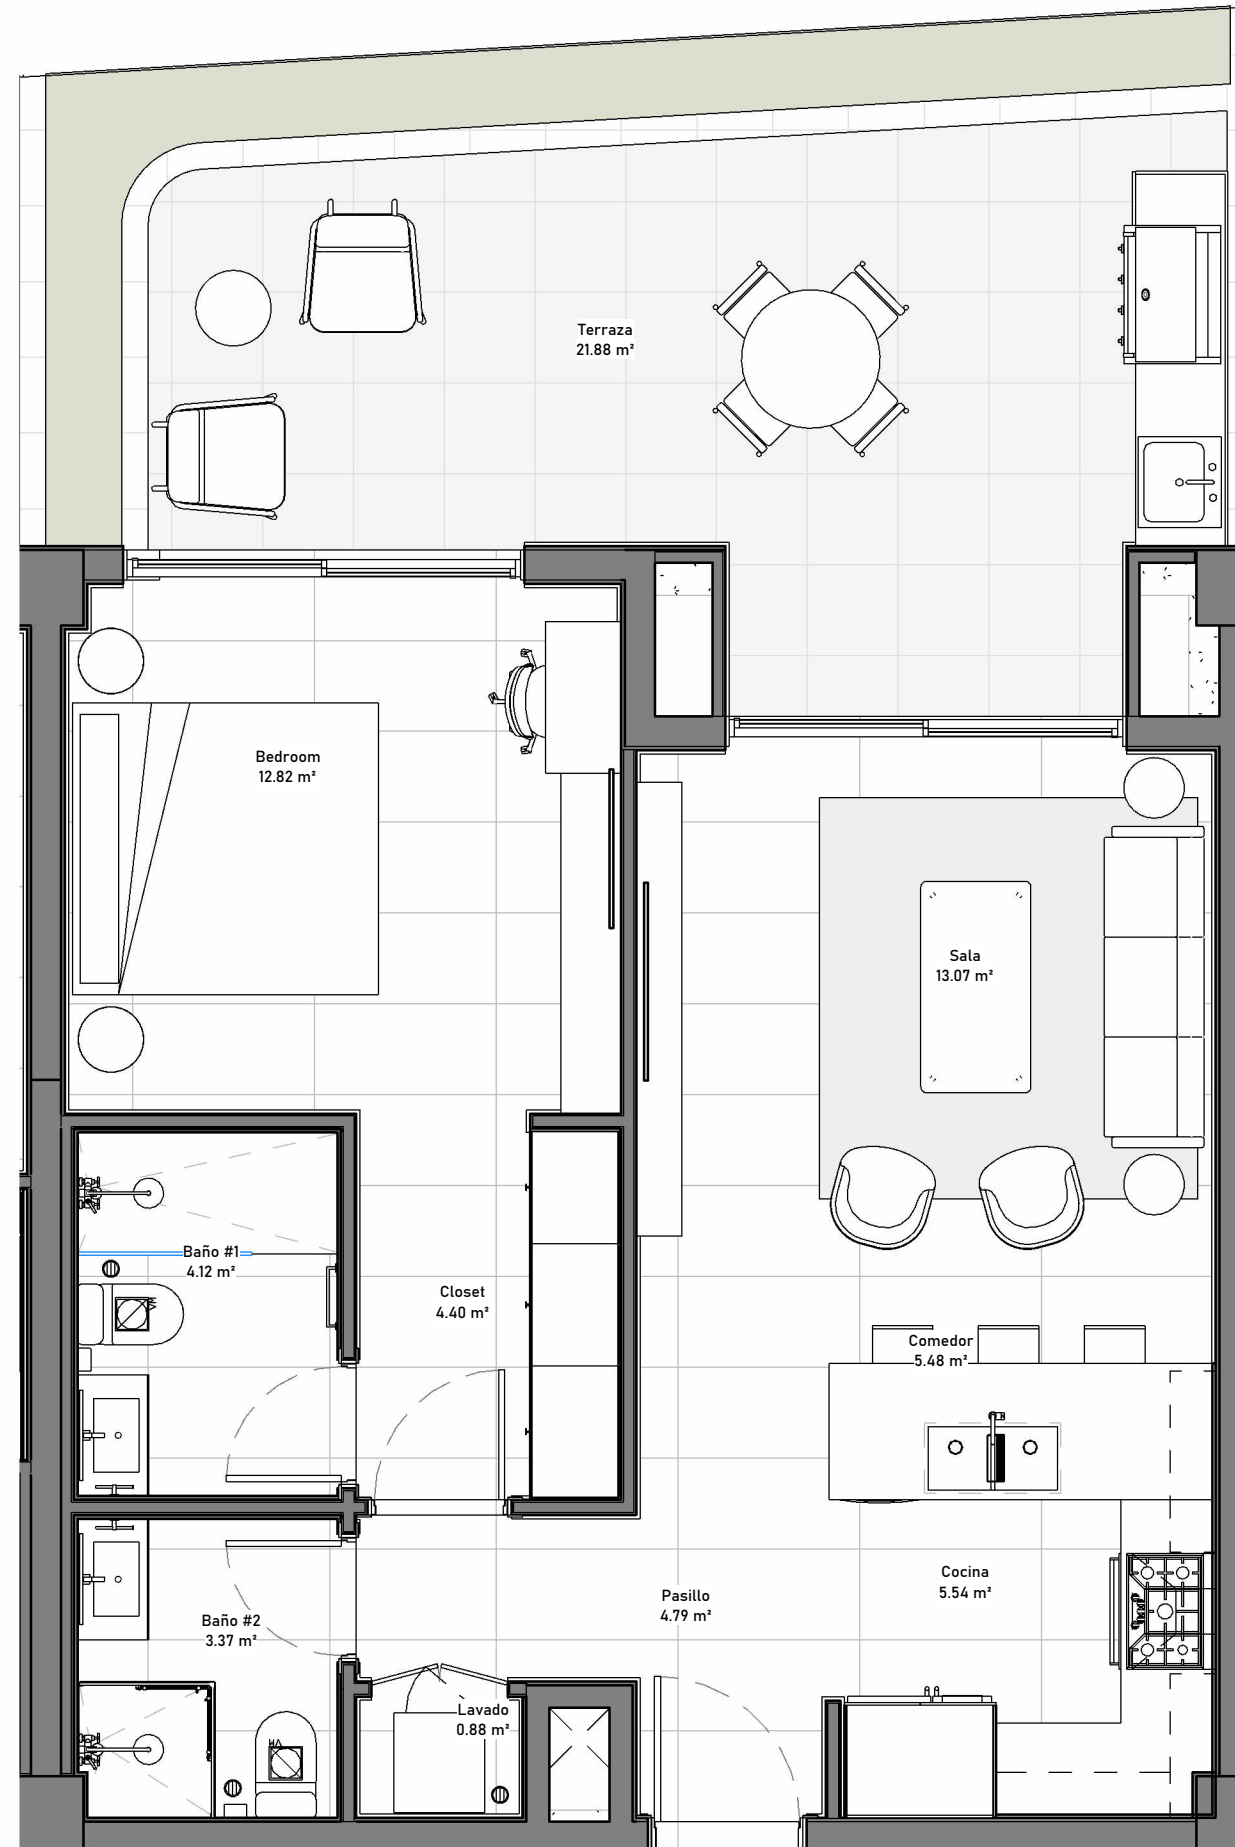 Terraza
21.88 m²
Bedroom
12.82 m²
Sala
13.07 m²
Baño #1
4.12 m²
Closet
4.40 m²
Comedor
5.48 m²
Cocina
5.54 m²
Pasillo
4.79 m²
Baño #2
3.37 m²
Lavado
0.88 m²